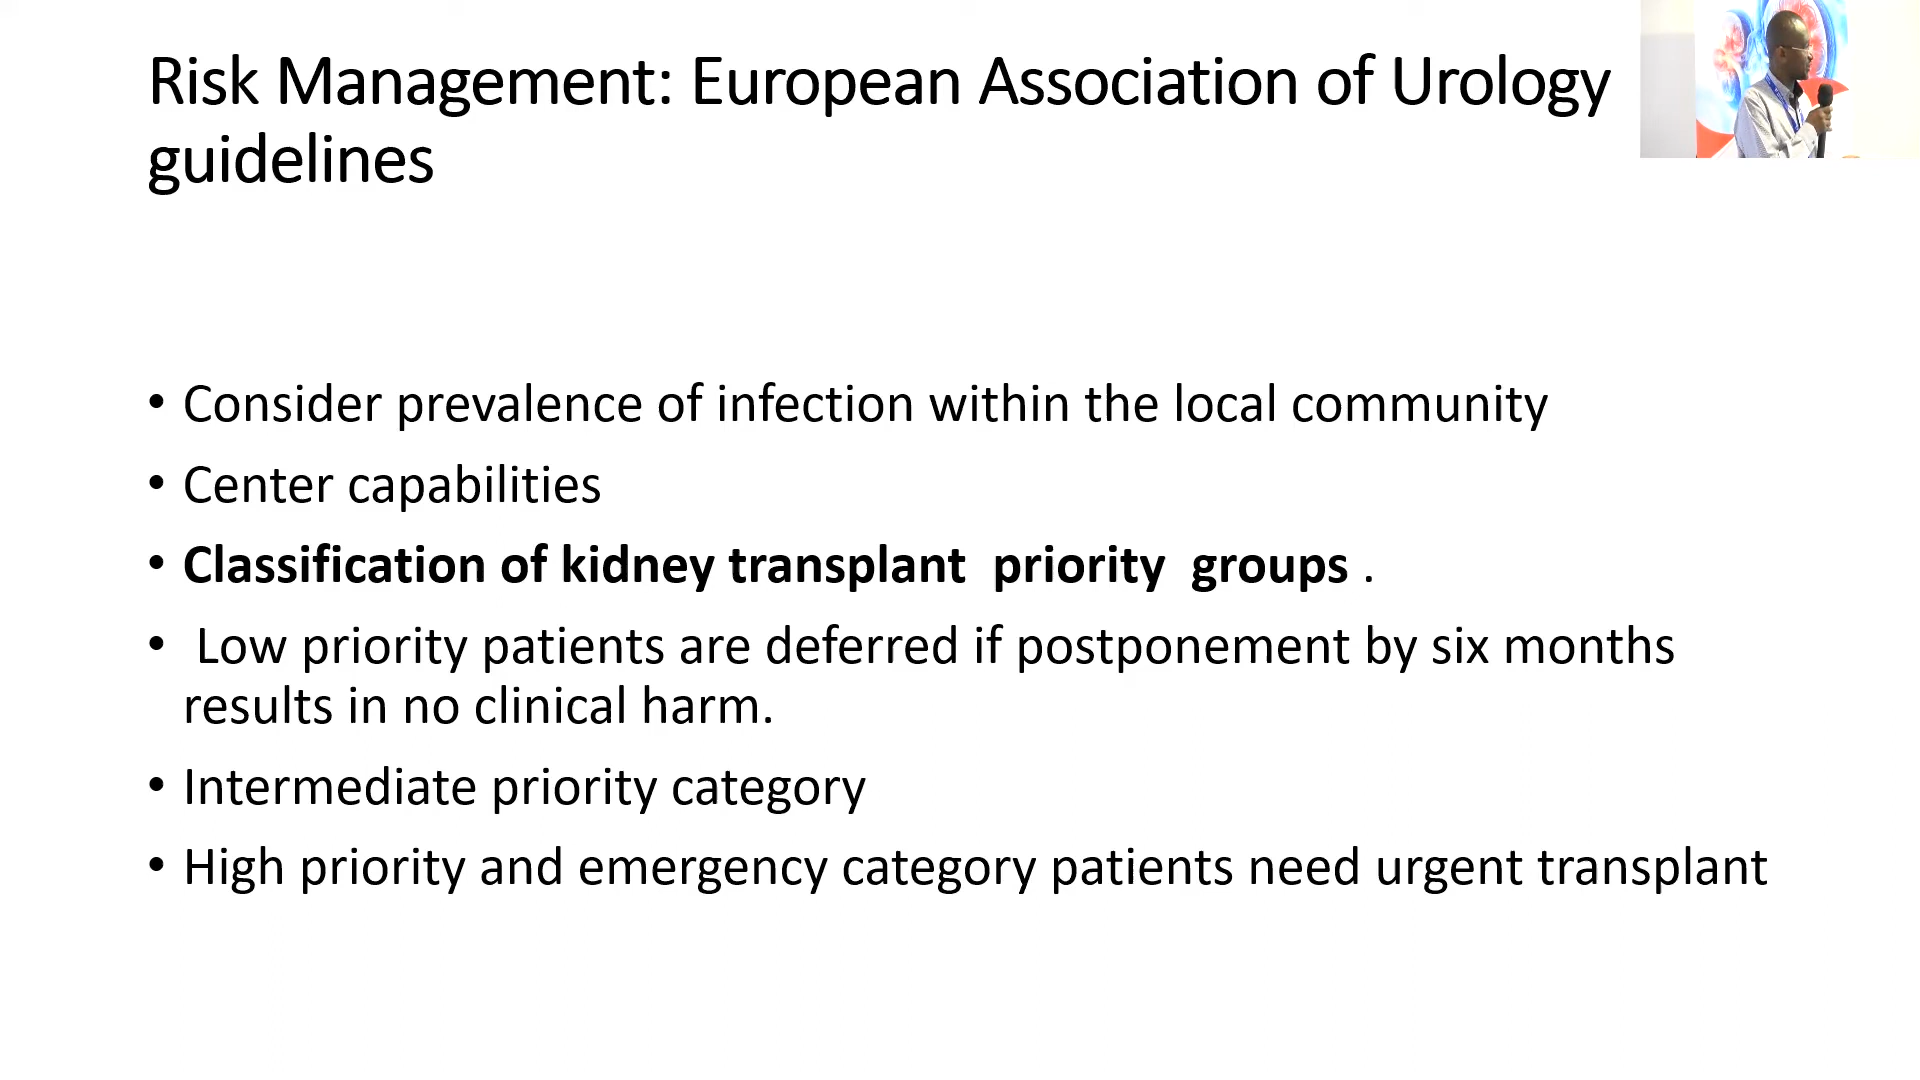 Risk Management: European Association of Urology
guidelines
• Consider prevalence of infection within the local community
• Center capabilities
• Classification of kidney transplant  priority  groups .
•  Low priority patients are deferred if postponement by six months
results in no clinical harm.
• Intermediate priority category
• High priority and emergency category patients need urgent transplant